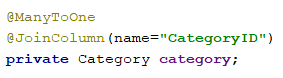 @ManyToOne
@JoinColumn(name="CategoryID")
private Category category;